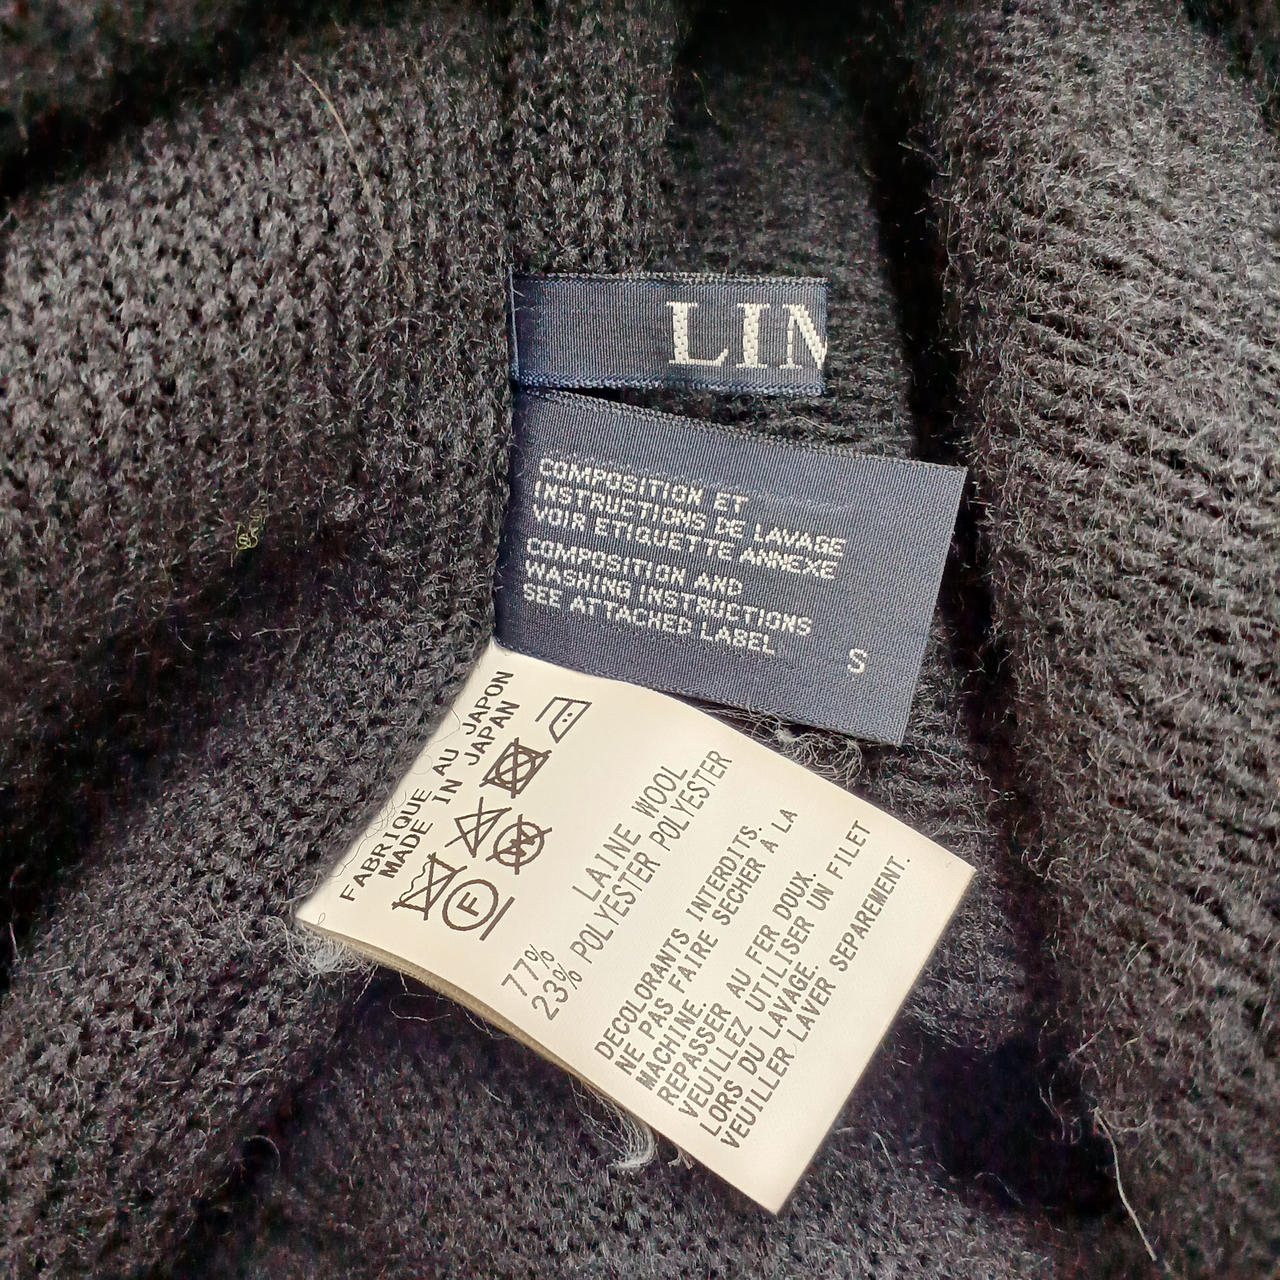 LIM
COMPOSITION ET
INSTRUCTIONS DE LAVAGE
VOIR ETIQUETTE ANNEXE
COMPOSITION AND
WASHING INSTRUCTIONS
SEE ATTACHED LABEL
S
FABRIQUE AU JAPON
MADE IN JAPAN
W
F
77% LAINE WOOL
23% POLYESTER POLYESTER
DECOLORANTS INTERDITS.
NE PAS FAIRE SECHER À LA
MACHINE.
REPASSER AU FER DOUX.
VEUILLEZ UTILISER UN FILET
LORS DU LAVAGE.
VEUILLER LAVER SEPAREMENT.